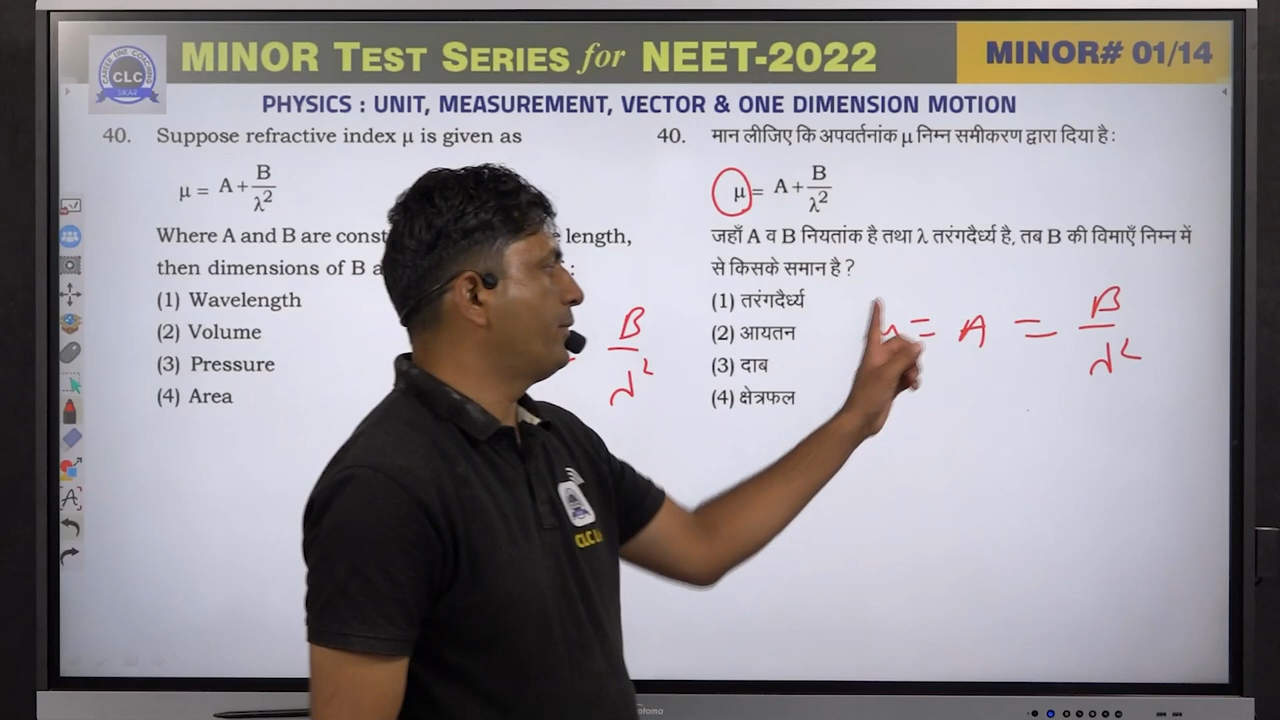 MINOR TEST SERIES for NEET-2022
MINOR# 01/14
CAREER LINE COACHING
CLC
SIKAR
PHYSICS : UNIT, MEASUREMENT, VECTOR & ONE DIMENSION MOTION
40. Suppose refractive index μ is given as
μ = A + B/λ²
Where A and B are const
length,
then dimensions of B a
:
(1) Wavelength
(2) Volume
(3) Pressure
(4) Area
B/λ²
40. मान लीजिए कि अपवर्तनांक μ निम्न समीकरण द्वारा दिया है :
μ = A + B/λ²
जहाँ A व B नियतांक है तथा λ तरंगदैर्ध्य है, तब B की विमाएँ निम्न में
से किसके समान है ?
(1) तरंगदैर्ध्य
(2) आयतन
(3) दाब
(4) क्षेत्रफल
= A = B/λ²